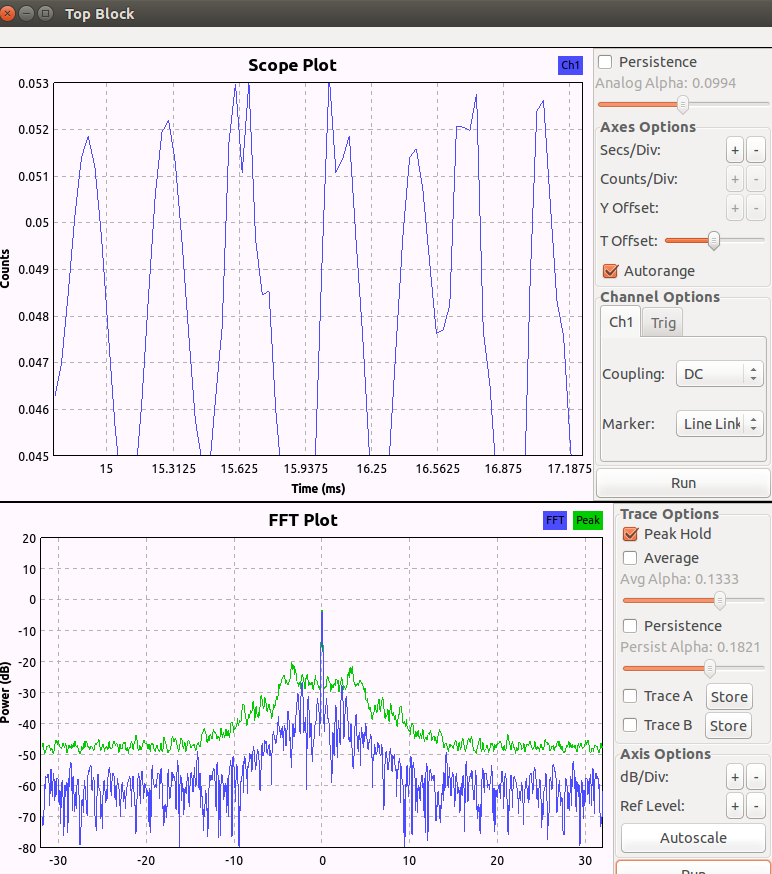 Top Block
Scope Plot
Ch1
Persistence
Analog Alpha: 0.0994
Axes Options
Secs/Div: + -
Counts/Div: + -
Y Offset: + -
T Offset:
Autorange
Channel Options
Ch1 Trig
Coupling: DC
Marker: Line Link
Run
0.053
0.052
0.051
0.05
0.049
0.048
0.047
0.046
0.045
Counts
15 15.3125 15.625 15.9375 16.25 16.5625 16.875 17.1875
Time (ms)
FFT Plot
FFT Peak
20
10
0
-10
-20
-30
-40
-50
-60
-70
-80
Power (dB)
-30 -20 -10 0 10 20 30
Trace Options
Peak Hold
Average
Avg Alpha: 0.1333
Persistence
Persist Alpha: 0.1821
Trace A Store
Trace B Store
Axis Options
dB/Div: + -
Ref Level: + -
Autoscale